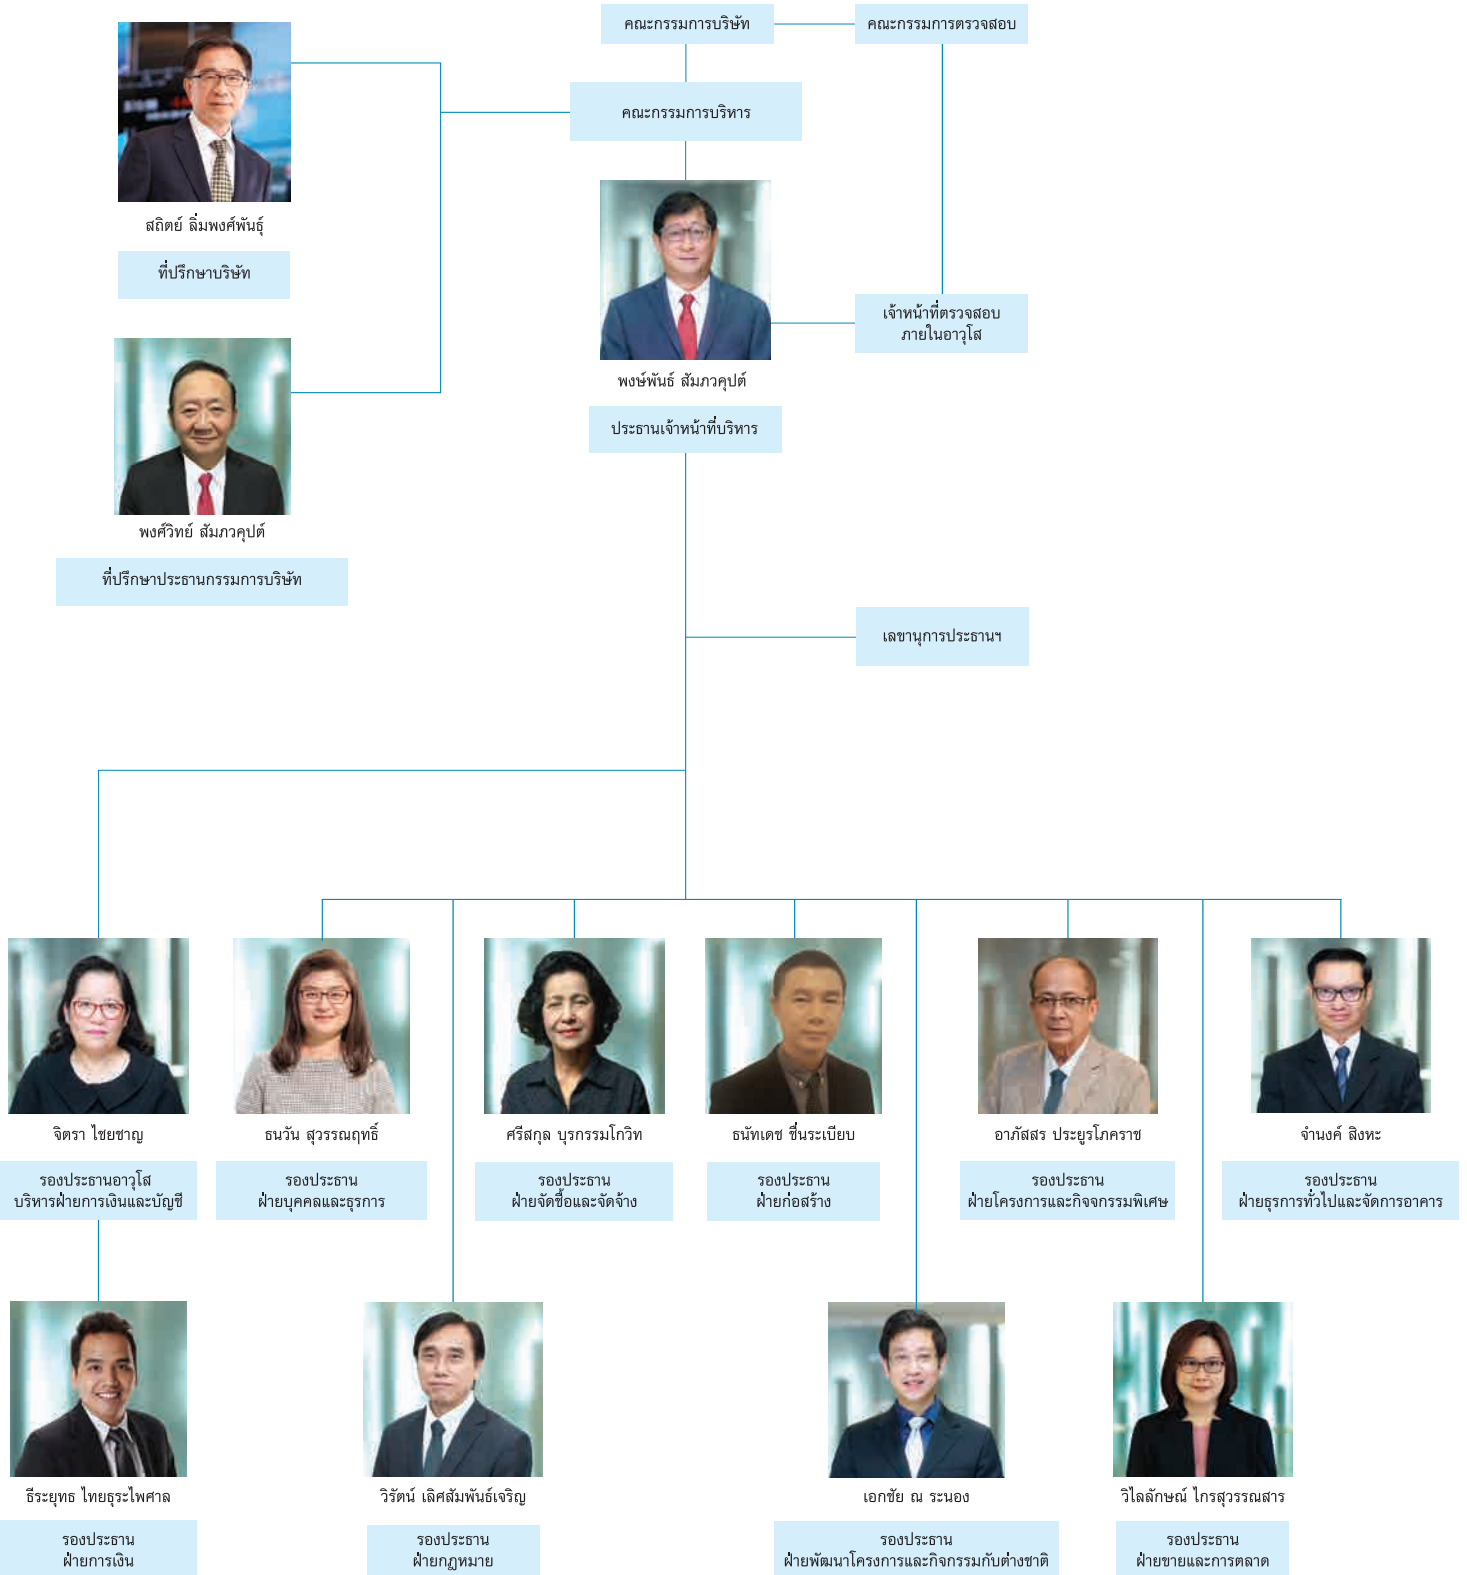 คณะกรรมการบริษัท
คณะกรรมการตรวจสอบ
คณะกรรมการบริหาร
สถิตย์ ลิ่มพงศ์พันธุ์
ที่ปรึกษาบริษัท
เจ้าหน้าที่ตรวจสอบ
ภายในอาวุโส
พงษ์พันธ์ สัมภวคุปต์
ประธานเจ้าหน้าที่บริหาร
พงศ์วิทย์ สัมภวคุปต์
ที่ปรึกษาประธานกรรมการบริษัท
เลขานุการประธานฯ
จิตรา ไชยชาญ
รองประธานอาวุโส
บริหารฝ่ายการเงินและบัญชี
ธนวัน สุวรรณฤทธิ์
รองประธาน
ฝ่ายบุคคลและธุรการ
ศรีสกุล บุรกรรมโกวิท
รองประธาน
ฝ่ายจัดซื้อและจัดจ้าง
ธนัทเดช ชื่นระเบียบ
รองประธาน
ฝ่ายก่อสร้าง
อาภัสสร ประยูรโภคราช
รองประธาน
ฝ่ายโครงการและกิจจกรรมพิเศษ
จำนงค์ สิงหะ
รองประธาน
ฝ่ายธุรการทั่วไปและจัดการอาคาร
ธีระยุทธ ไทยธุระไพศาล
รองประธาน
ฝ่ายการเงิน
วิรัตน์ เลิศสัมพันธ์เจริญ
รองประธาน
ฝ่ายกฎหมาย
เอกชัย ณ ระนอง
รองประธาน
ฝ่ายพัฒนาโครงการและกิจกรรมกับต่างชาติ
วิไลลักษณ์ ไกรสุวรรณสาร
รองประธาน
ฝ่ายขายและการตลาด